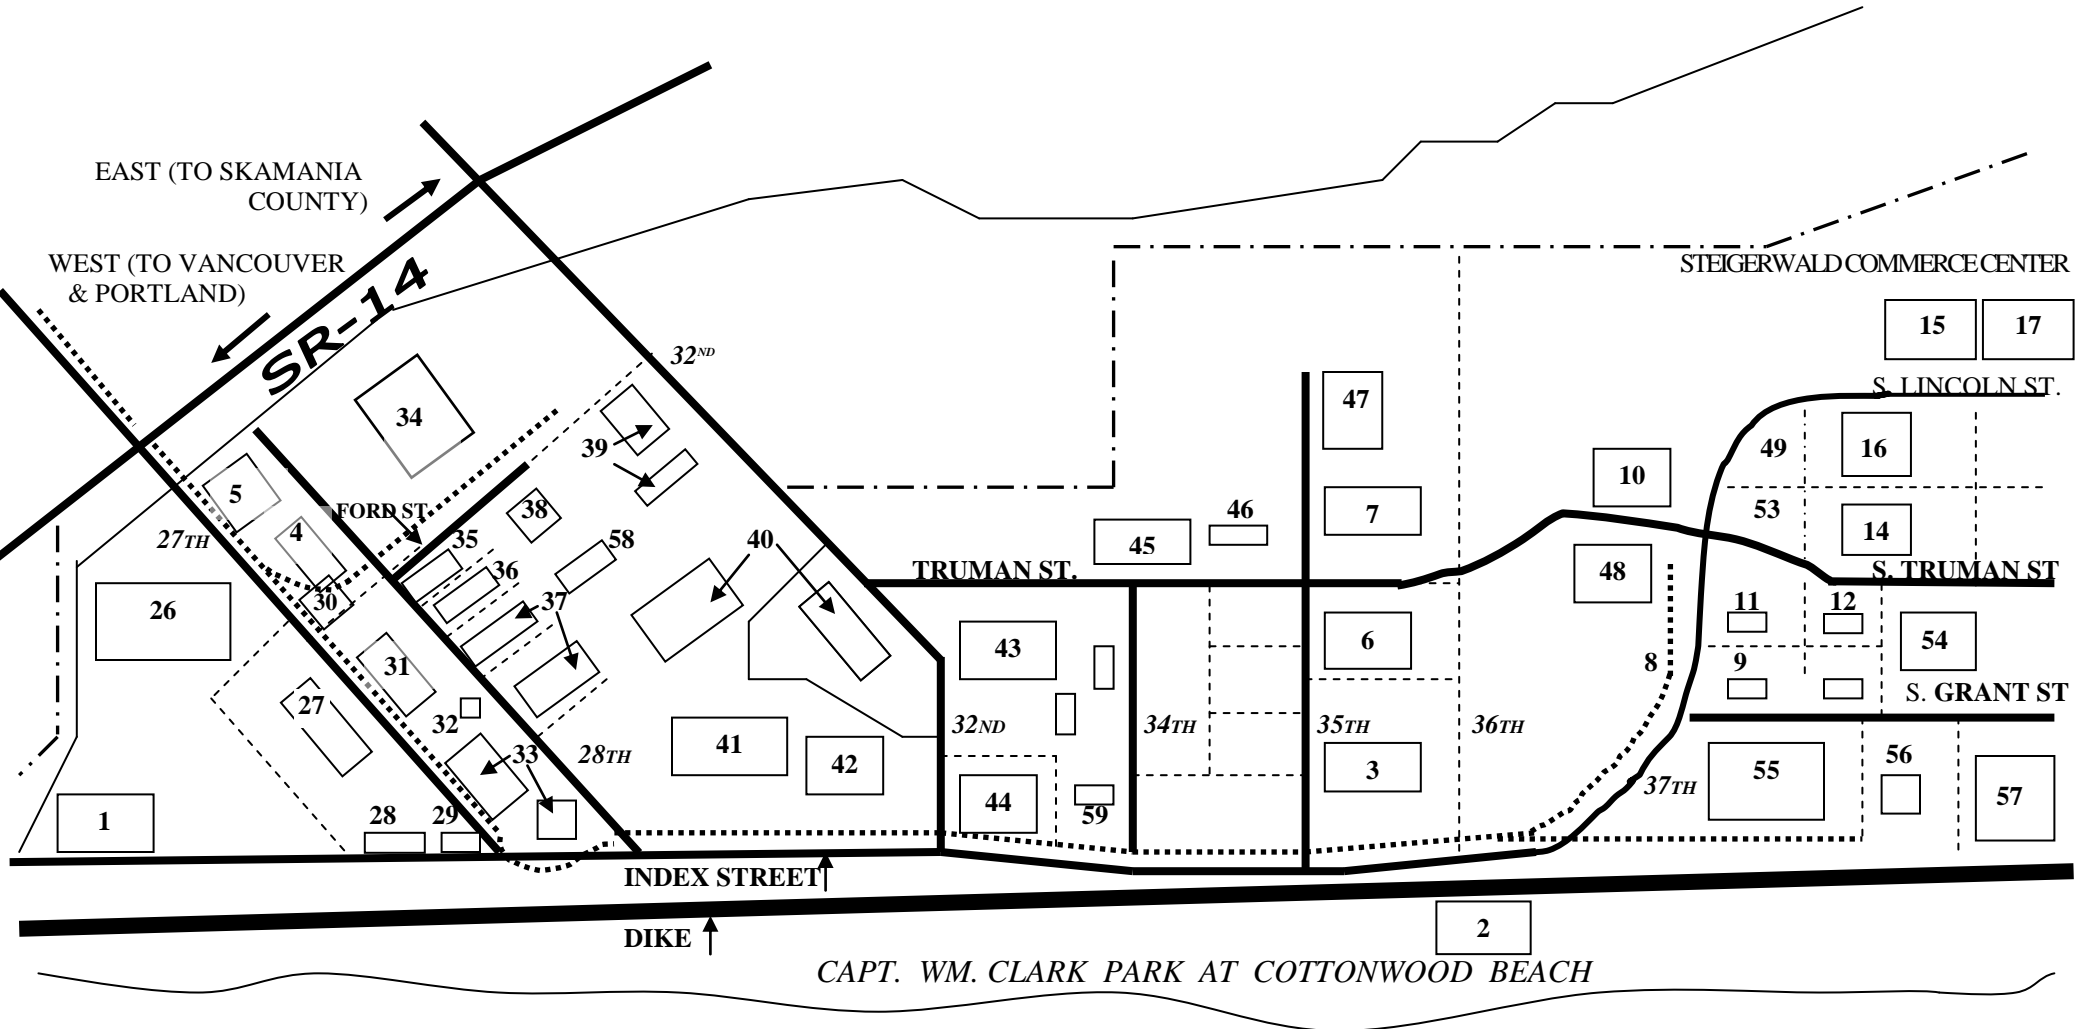 EAST (TO SKAMANIA
COUNTY)
WEST (TO VANCOUVER
& PORTLAND)
SR-14
STEIGERWALD COMMERCE CENTER
15
17
32ND
S. LINCOLN ST.
34
47
39
49
16
10
5
FORD ST.
38
46
7
53
4
27TH
35
58
40
45
14
36
TRUMAN ST.
48
S. TRUMAN ST
26
30
37
11
12
43
6
54
31
8
9
27
S. GRANT ST
32
32ND
34TH
35TH
36TH
33
28TH
41
42
3
55
56
37TH
57
44
1
28
29
59
INDEX STREET
2
DIKE
CAPT. WM. CLARK PARK AT COTTONWOOD BEACH